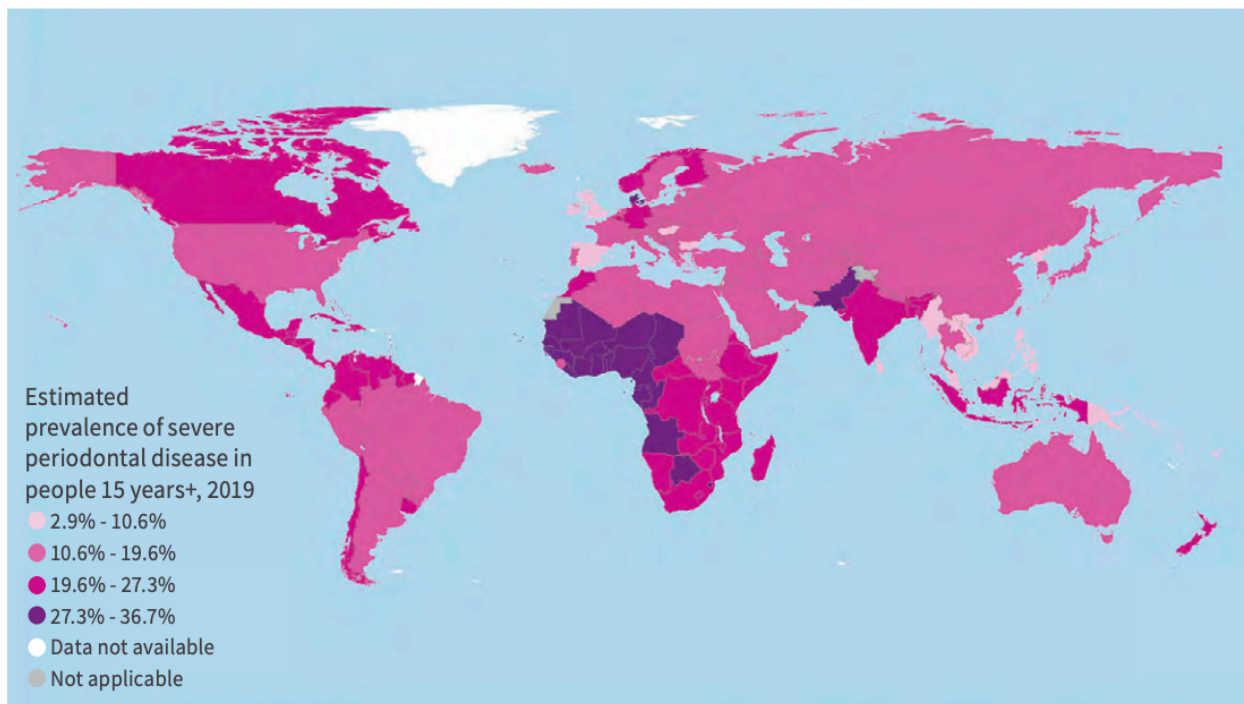 Estimated
prevalence of severe
periodontal disease in
people 15 years+, 2019
2.9% - 10.6%
10.6% - 19.6%
19.6% - 27.3%
27.3% - 36.7%
Data not available
Not applicable